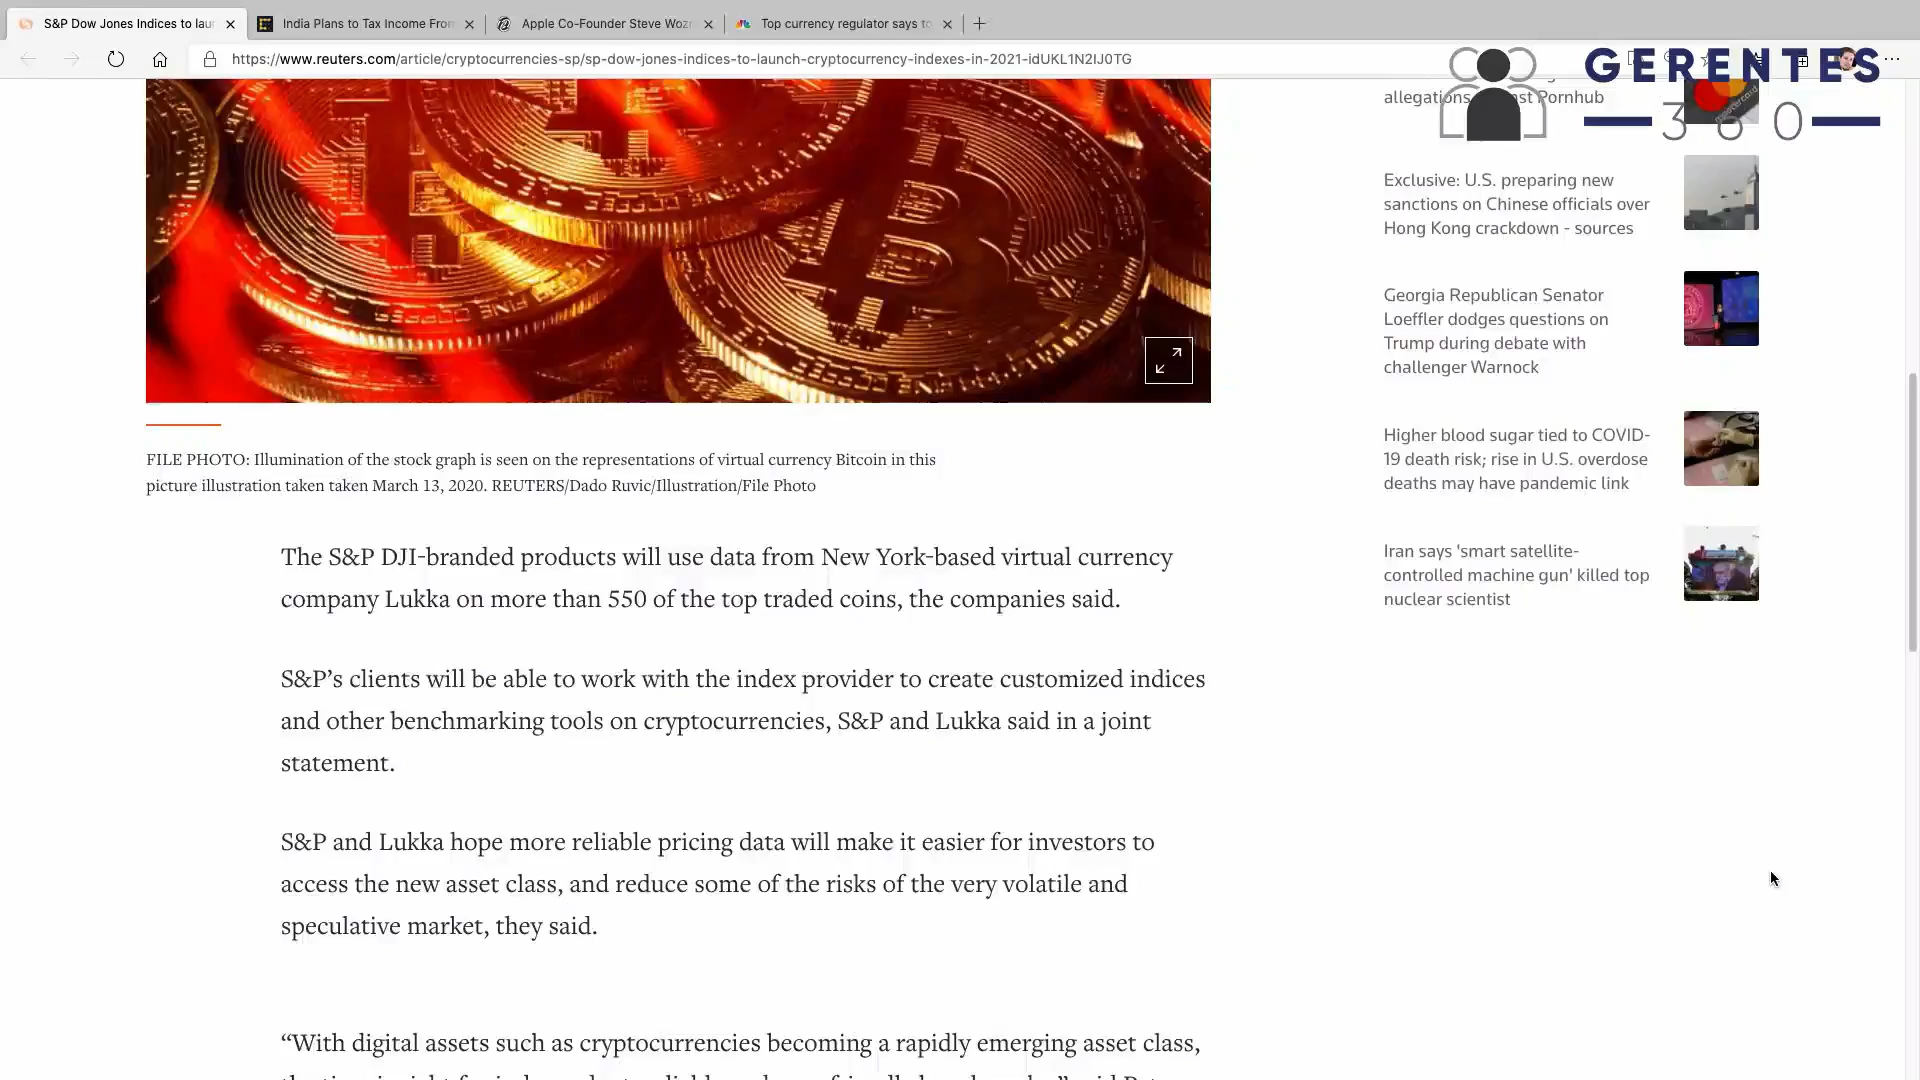 S&P Dow Jones Indices to lau
India Plans to Tax Income From
Apple Co-Founder Steve Wozn
Top currency regulator says to
https://www.reuters.com/article/cryptocurrencies-sp/sp-dow-jones-indices-to-launch-cryptocurrency-indexes-in-2021-idUKL1N2IJ0TG
GERENTES
360
allegations Pornhub
Exclusive: U.S. preparing new
sanctions on Chinese officials over
Hong Kong crackdown - sources
Georgia Republican Senator
Loeffler dodges questions on
Trump during debate with
challenger Warnock
Higher blood sugar tied to COVID-
19 death risk; rise in U.S. overdose
deaths may have pandemic link
Iran says 'smart satellite-
controlled machine gun' killed top
nuclear scientist
FILE PHOTO: Illumination of the stock graph is seen on the representations of virtual currency Bitcoin in this
picture illustration taken taken March 13, 2020. REUTERS/Dado Ruvic/Illustration/File Photo
The S&P DJI-branded products will use data from New York-based virtual currency
company Lukka on more than 550 of the top traded coins, the companies said.
S&P’s clients will be able to work with the index provider to create customized indices
and other benchmarking tools on cryptocurrencies, S&P and Lukka said in a joint
statement.
S&P and Lukka hope more reliable pricing data will make it easier for investors to
access the new asset class, and reduce some of the risks of the very volatile and
speculative market, they said.
“With digital assets such as cryptocurrencies becoming a rapidly emerging asset class,